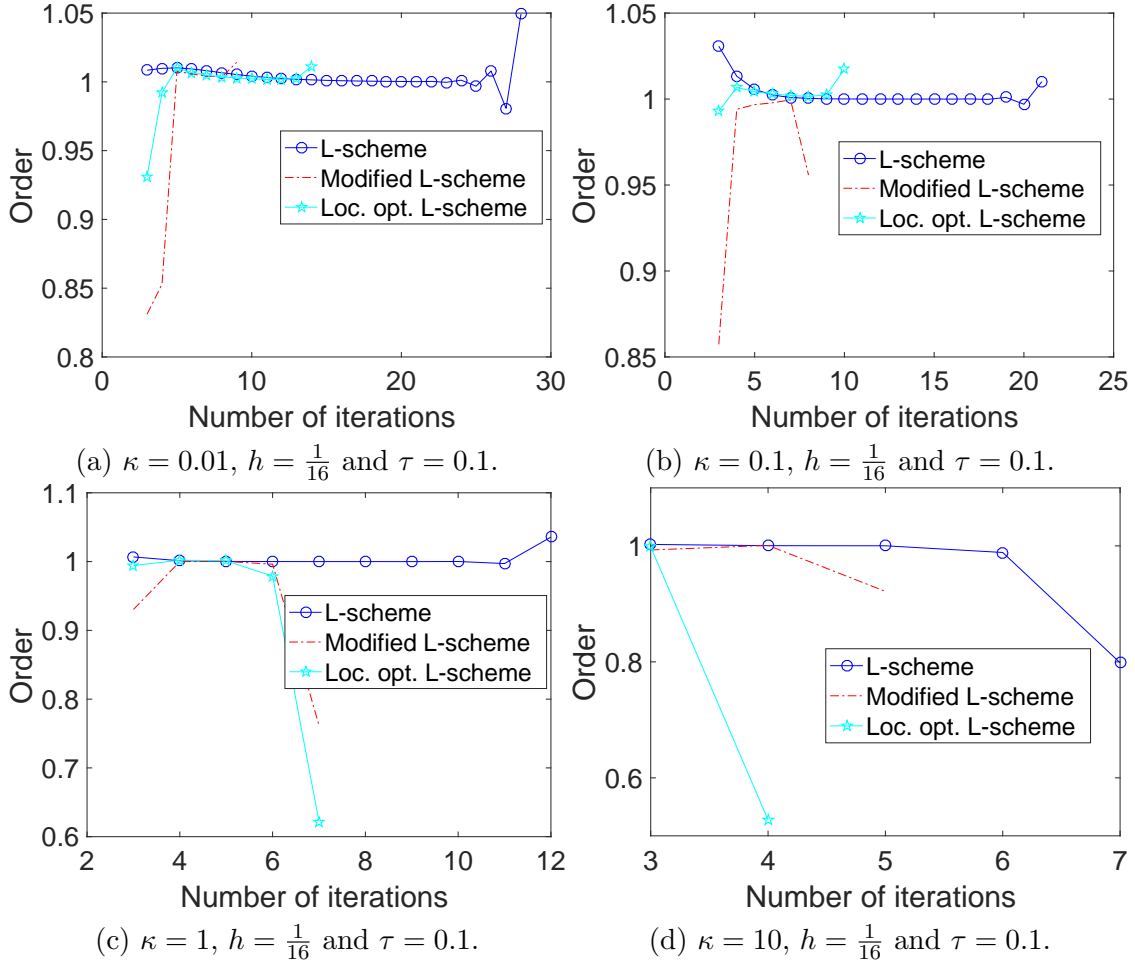 1.05
1
0.95
0.9
0.85
0.8
Order
L-scheme
Modified L-scheme
Loc. opt. L-scheme
0 10 20 30
Number of iterations
(a) κ = 0.01, h = 1/16 and τ = 0.1.
1.05
1
0.95
0.9
0.85
Order
L-scheme
Modified L-scheme
Loc. opt. L-scheme
0 5 10 15 20 25
Number of iterations
(b) κ = 0.1, h = 1/16 and τ = 0.1.
1.1
1
0.9
0.8
0.7
0.6
Order
L-scheme
Modified L-scheme
Loc. opt. L-scheme
2 4 6 8 10 12
Number of iterations
(c) κ = 1, h = 1/16 and τ = 0.1.
1
0.8
0.6
Order
L-scheme
Modified L-scheme
Loc. opt. L-scheme
3 4 5 6 7
Number of iterations
(d) κ = 10, h = 1/16 and τ = 0.1.